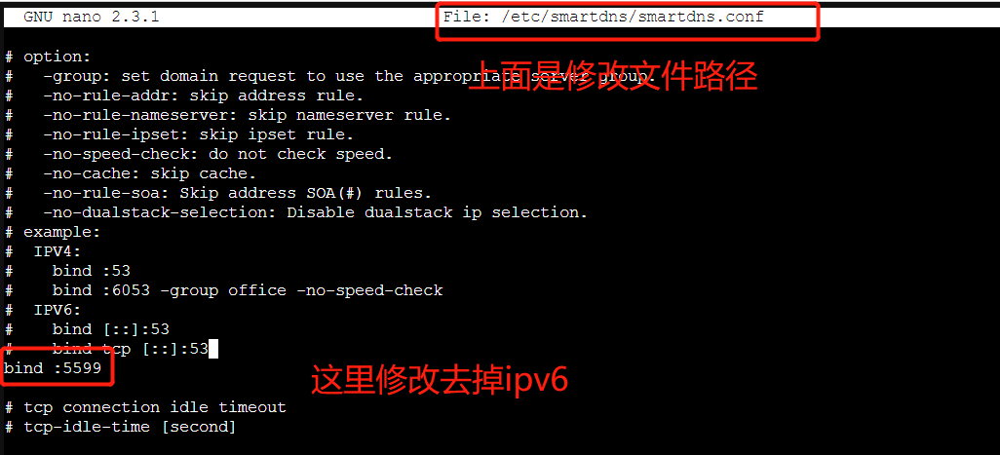 GNU nano 2.3.1 File: /etc/smartdns/smartdns.conf
# option:
# -group: set domain request to use the appropriate server group.
上面是修改文件路径
# -no-rule-addr: skip address rule.
# -no-rule-nameserver: skip nameserver rule.
# -no-rule-ipset: skip ipset rule.
# -no-speed-check: do not check speed.
# -no-cache: skip cache.
# -no-rule-soa: Skip address SOA(#) rules.
# -no-dualstack-selection: Disable dualstack ip selection.
# example:
# IPV4:
# bind :53
# bind :6053 -group office -no-speed-check
# IPV6:
# bind [::]:53
# bind tcp [::]:53
bind :5599
这里修改去掉ipv6
# tcp connection idle timeout
# tcp-idle-time [second]